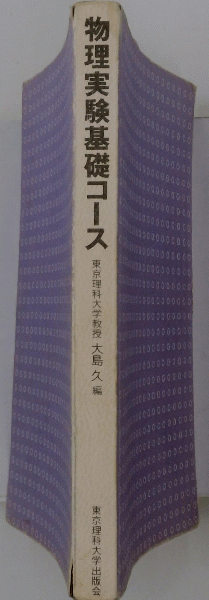 物理実験基礎コース
東京理科大学教授 大島 久 編
東京理科大学出版会